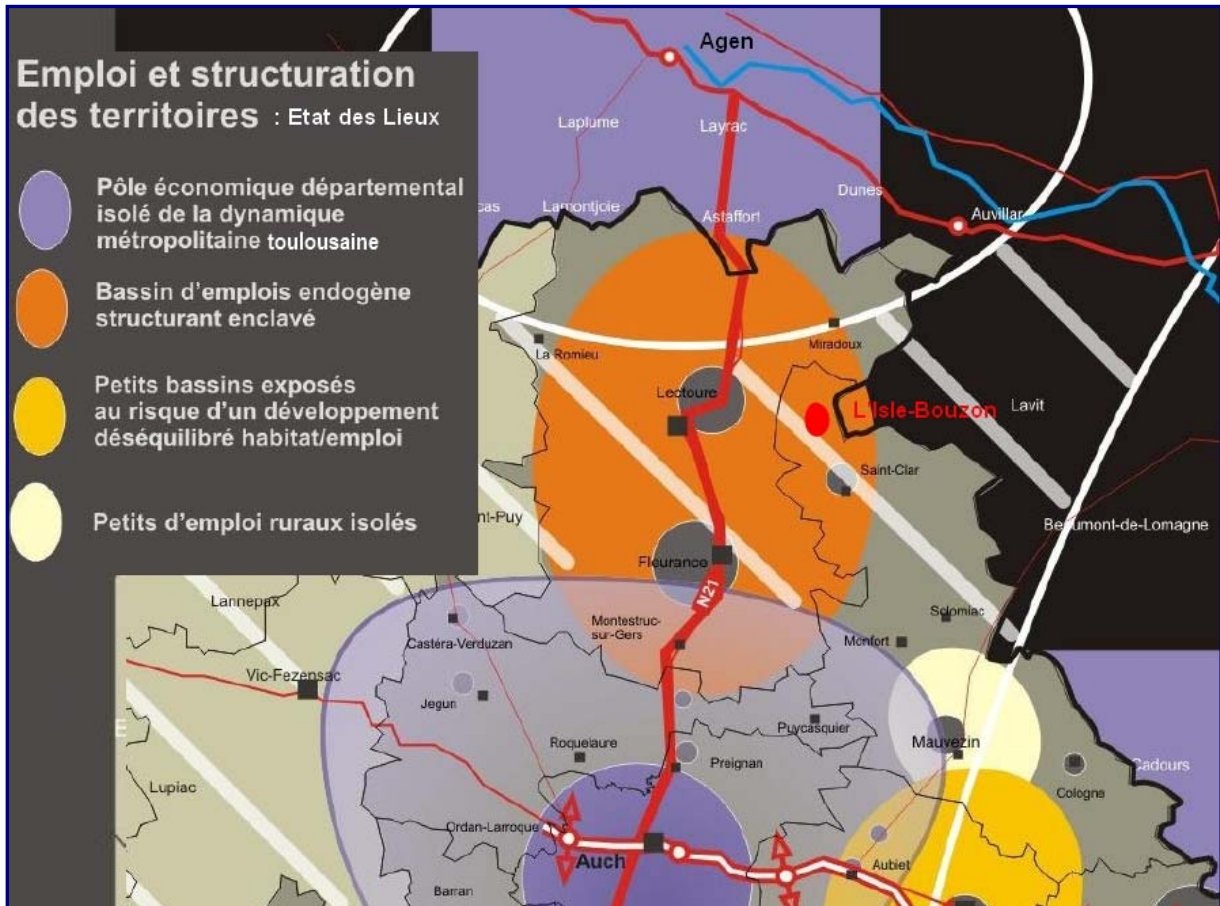 Emploi et structuration
des territoires : Etat des Lieux
Pôle économique départemental
isolé de la dynamique
métropolitaine toulousaine
Bassin d'emplois endogène
structurant enclavé
Petits bassins exposés
au risque d'un développement
déséquilibré habitat/emploi
Petits d'emploi ruraux isolés
Agen
Laplume
Layrac
Dunes
cas
Lamontjoie
Astaffort
Auvillar
La Romieu
Miradoux
Lectoure
L'Isle-Bouzon
Lavit
Saint-Clar
nt-Puy
Beaumont-de-Lomagne
Fleurance
N21
Lannepax
Castéra-Verduzan
Montestruc-
sur-Gers
Solomiac
Monfort
Vic-Fezensac
Jegun
Puycasquier
E
Roquelaure
Preignan
Mauvezin
Cadours
Lupiac
Cologne
Ordan-Larroque
Auch
Aubiet
Barran